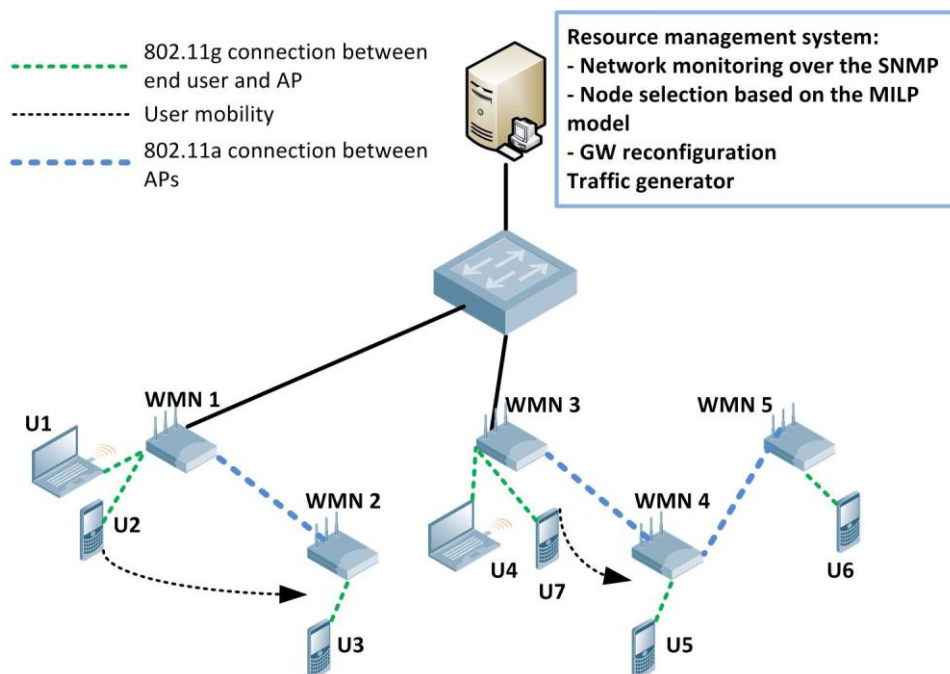 802.11g connection between
end user and AP
User mobility
802.11a connection between
APs
Resource management system:
- Network monitoring over the SNMP
- Node selection based on the MILP
model
- GW reconfiguration
Traffic generator
WMN 1
WMN 3
WMN 5
U1
WMN 2
WMN 4
U2
U4
U7
U6
U3
U5